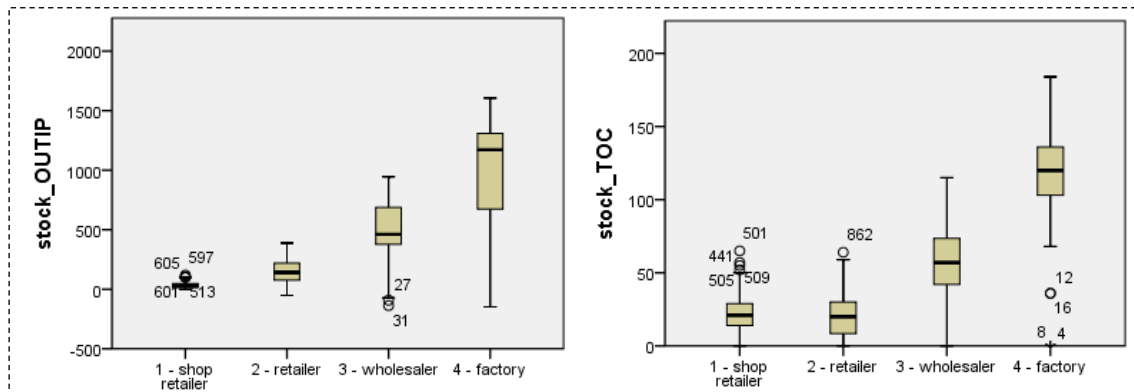 stock_OUTIP
2000
1500
1000
500
0
-500
605
597
601
513
27
31
1 - shop
retailer
2 - retailer
3 - wholesaler
4 - factory
stock_TOC
200
150
100
50
0
501
441
505
509
862
12
16
8
4
1 - shop
retailer
2 - retailer
3 - wholesaler
4 - factory